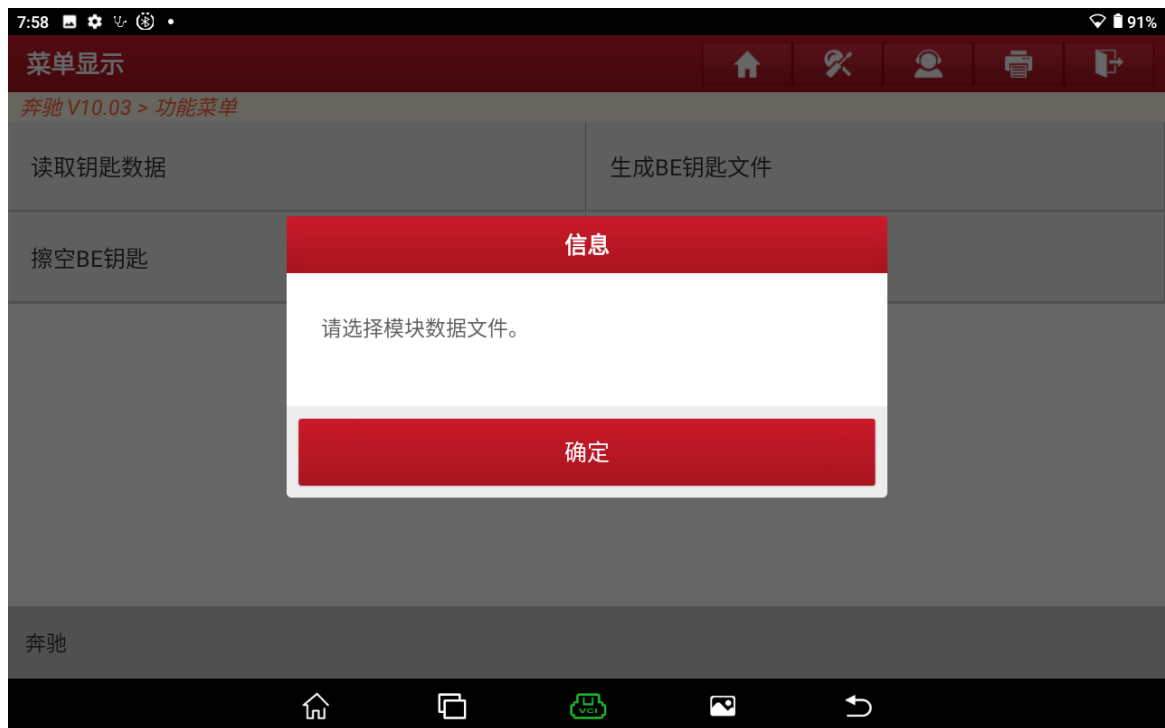 7:58
91%
菜单显示
奔驰 V10.03 > 功能菜单
读取钥匙数据
生成BE钥匙文件
擦空BE钥匙
信息
请选择模块数据文件。
确定
奔驰
VCI